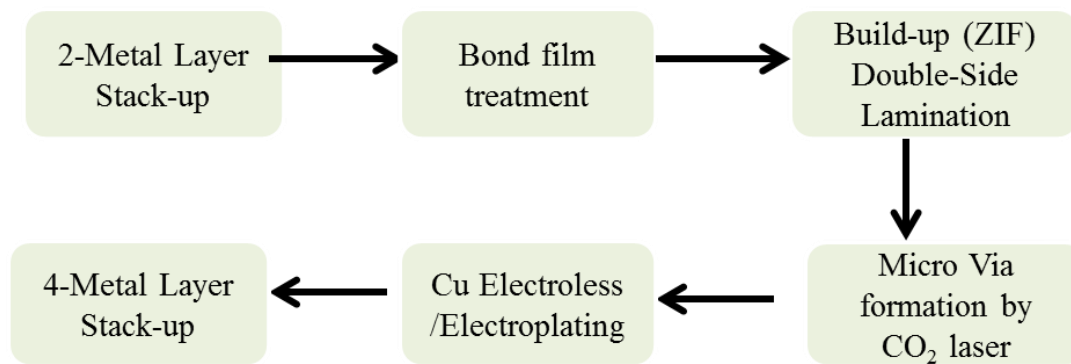 2-Metal Layer
Stack-up
Bond film
treatment
Build-up (ZIF)
Double-Side
Lamination
Micro Via
formation by
CO₂ laser
Cu Electroless
/Electroplating
4-Metal Layer
Stack-up